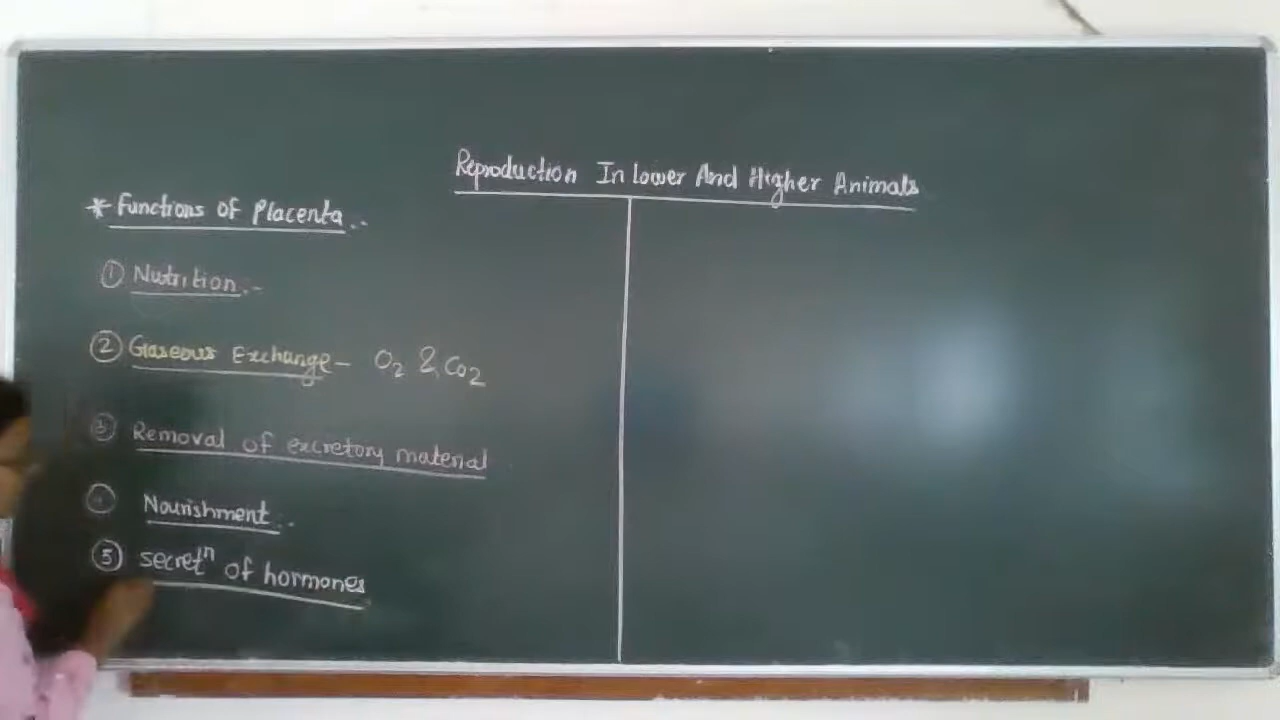 Reproduction In Lower And Higher Animals
* Functions of Placenta :-
① Nutrition :-
② Gaseous Exchange - O₂ & CO₂
③ Removal of excretory material
④ Nourishment :-
⑤ secretⁿ of hormones